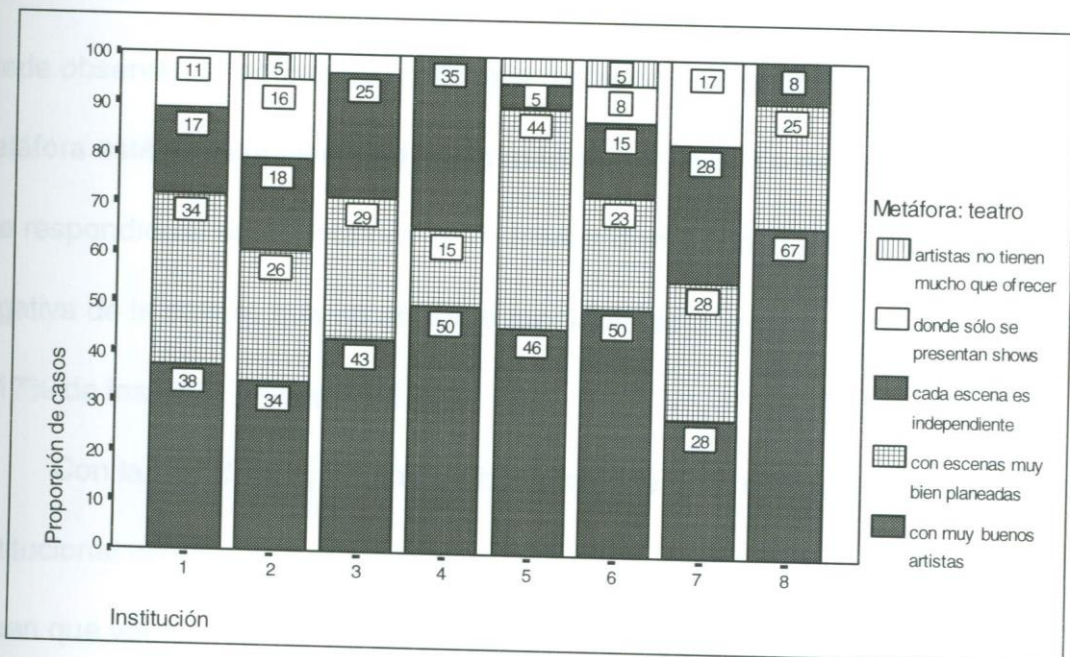 100
90
80
70
60
50
40
30
20
10
0
Proporción de casos
11
17
34
38
5
16
18
26
34
25
29
43
35
15
50
5
44
46
5
8
15
23
50
17
28
28
28
8
25
67
1 2 3 4 5 6 7 8
Institución
Metáfora: teatro
artistas no tienen
mucho que ofrecer
donde sólo se
presentan shows
cada escena es
independiente
con escenas muy
bien planeadas
con muy buenos
artistas